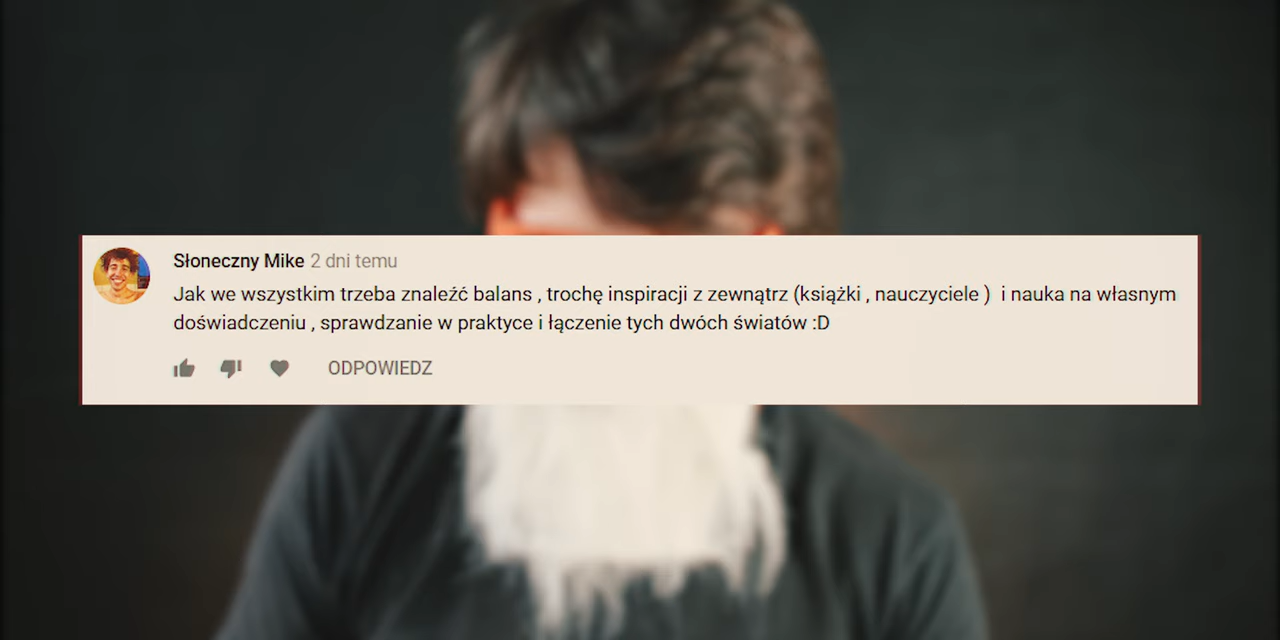 Słoneczny Mike 2 dni temu
Jak we wszystkim trzeba znaleźć balans , trochę inspiracji z zewnątrz (książki , nauczyciele )  i nauka na własnym
doświadczeniu , sprawdzanie w praktyce i łączenie tych dwóch światów :D
ODPOWIEDZ